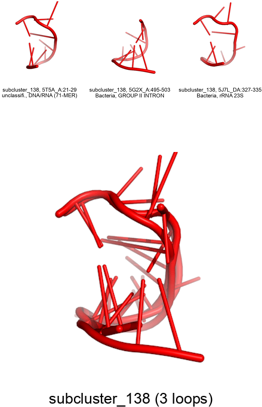 subcluster_138, 5T5A_A:21-29
unclassifi., DNA/RNA (71-MER)
subcluster_138, 5G2X_A:495-503
Bacteria, GROUP II INTRON
subcluster_138, 5J7L_DA:327-335
Bacteria, rRNA 23S
subcluster_138 (3 loops)